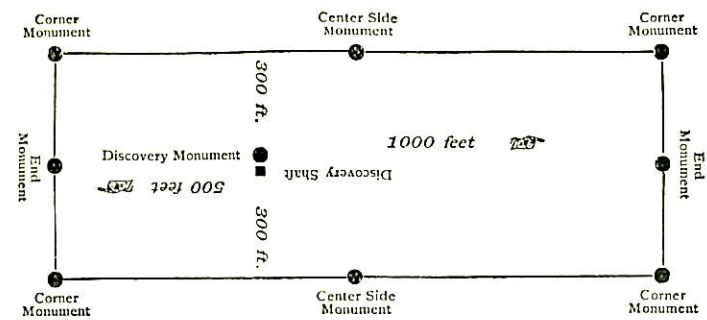 Corner
Monument
Center Side
Monument
Corner
Monument
300 ft.
1000 feet
End
Monument
Discovery Monument
Discovery Shaft
500 feet
End
Monument
300 ft.
Corner
Monument
Center Side
Monument
Corner
Monument